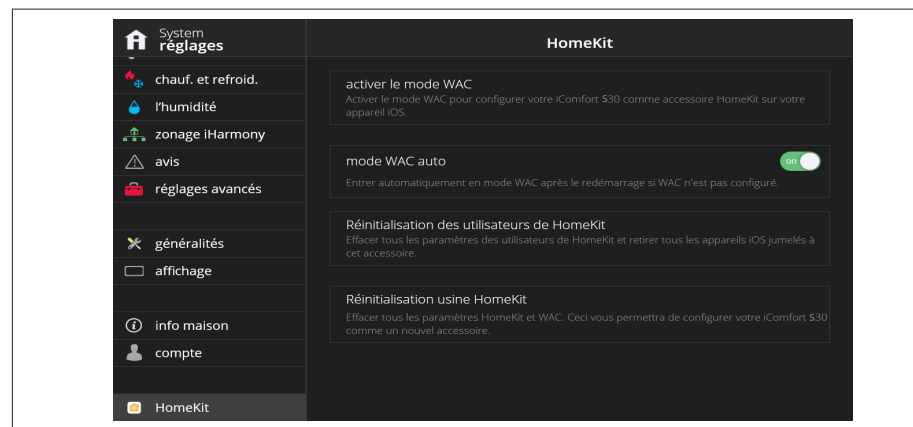 System
réglages
HomeKit
chauf. et refroid.
l'humidité
zonage iHarmony
avis
réglages avancés
généralités
affichage
info maison
compte
HomeKit
activer le mode WAC
Activer le mode WAC pour configurer votre iComfort S30 comme accessoire HomeKit sur votre
appareil iOS.
mode WAC auto
on
Entrer automatiquement en mode WAC après le redémarrage si WAC n'est pas configuré.
Réinitialisation des utilisateurs de HomeKit
Effacer tous les paramètres des utilisateurs de HomeKit et retirer tous les appareils iOS jumelés à
cet accessoire.
Réinitialisation usine HomeKit
Effacer tous les paramètres HomeKit et WAC. Ceci vous permettra de configurer votre iComfort S30
comme un nouvel accessoire.